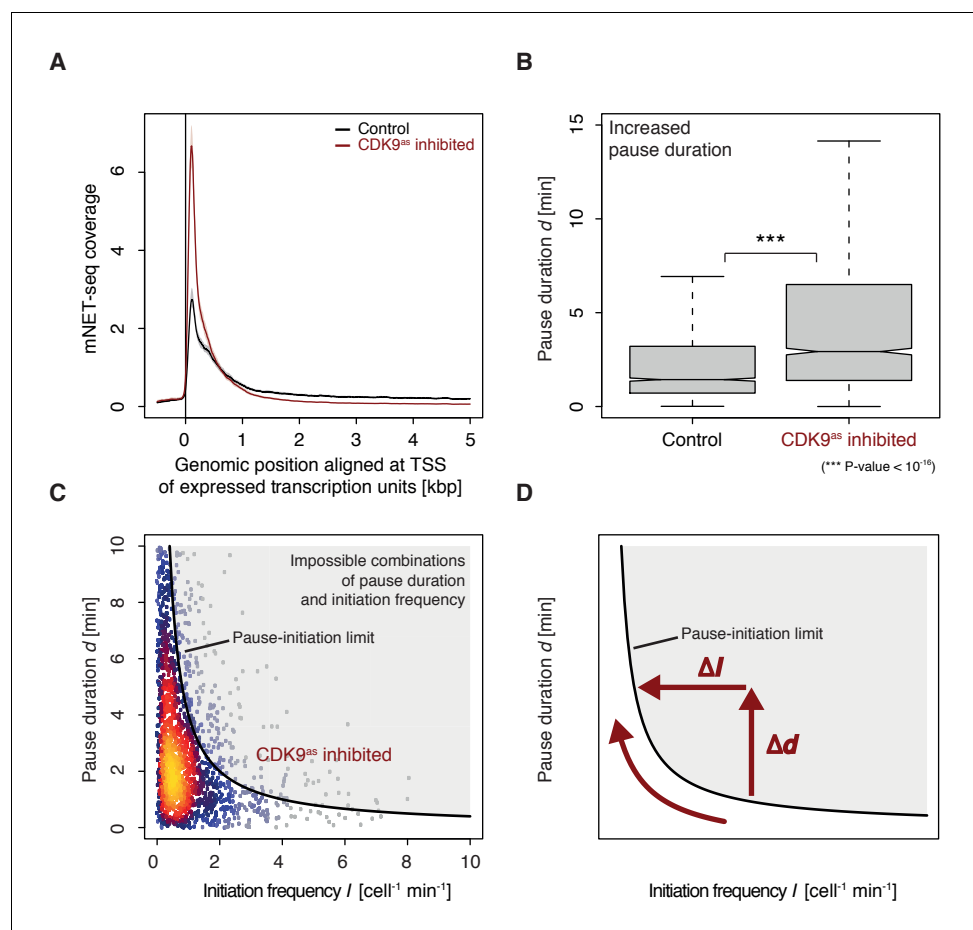 A
Control
CDK9ᵃˢ inhibited
mNET-seq coverage
6
4
2
0
0
1
2
3
4
5
Genomic position aligned at TSS
of expressed transcription units [kbp]
B
Increased
pause duration
***
Pause duration d [min]
15
10
5
0
Control
CDK9ᵃˢ inhibited
(*** P-value < 10⁻¹⁶)
C
Impossible combinations
of pause duration
and initiation frequency
Pause-initiation limit
CDK9ᵃˢ inhibited
Pause duration d [min]
10
8
6
4
2
0
0
2
4
6
8
10
Initiation frequency I [cell⁻¹ min⁻¹]
D
Pause-initiation limit
ΔI
Δd
Pause duration d [min]
Initiation frequency I [cell⁻¹ min⁻¹]